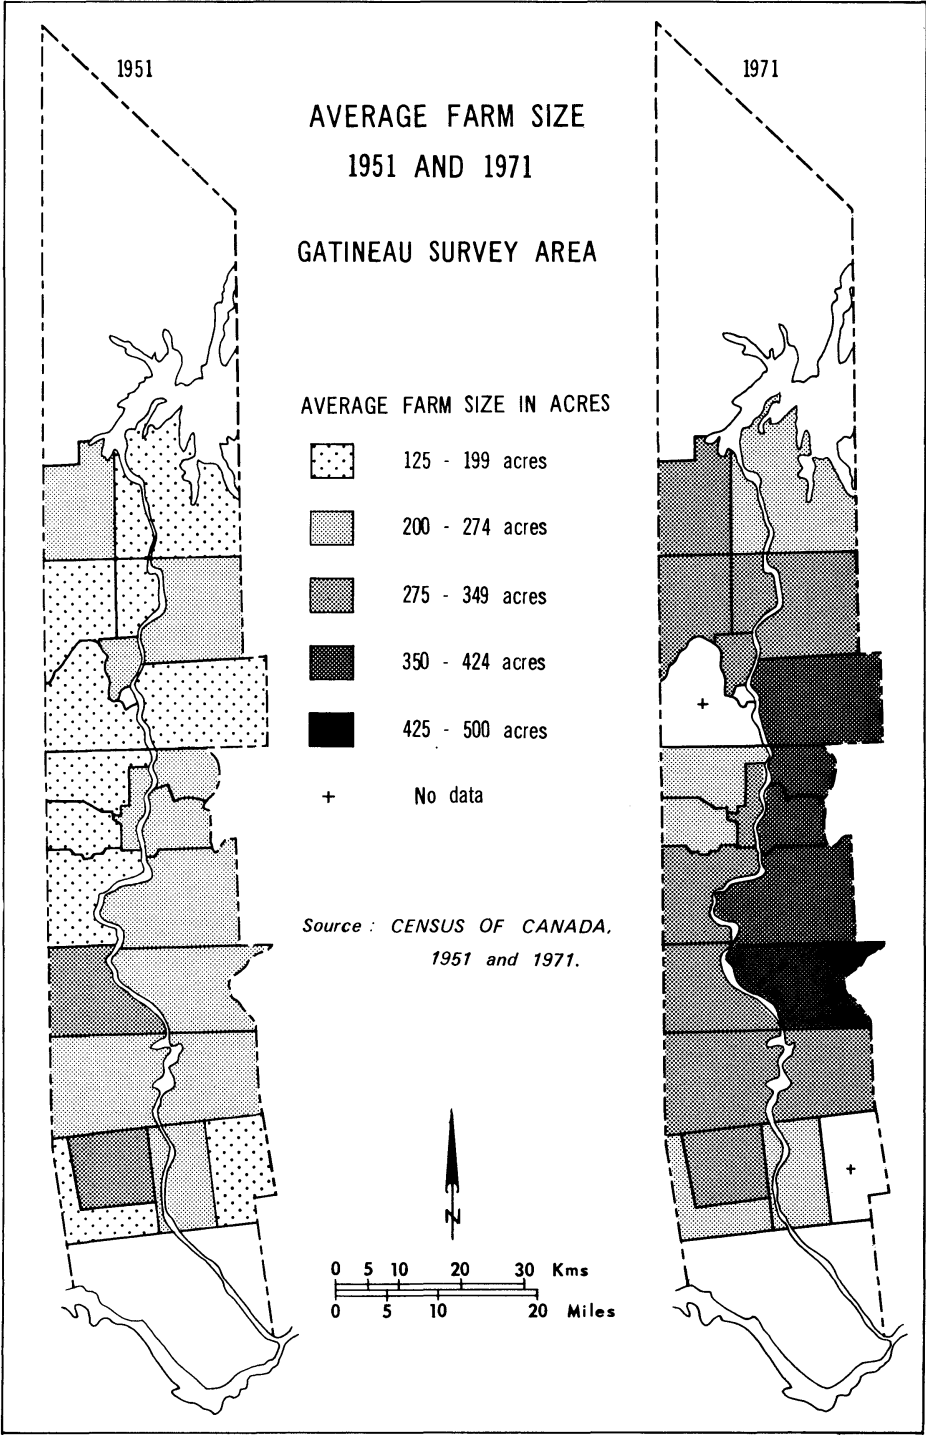 1951
1971
AVERAGE FARM SIZE
1951 AND 1971
GATINEAU SURVEY AREA
AVERAGE FARM SIZE IN ACRES
125 - 199 acres
200 - 274 acres
275 - 349 acres
350 - 424 acres
425 - 500 acres
+ No data
+
+
Source : CENSUS OF CANADA,
1951 and 1971.
N
0 5 10 20 30 Kms
0 5 10 20 Miles